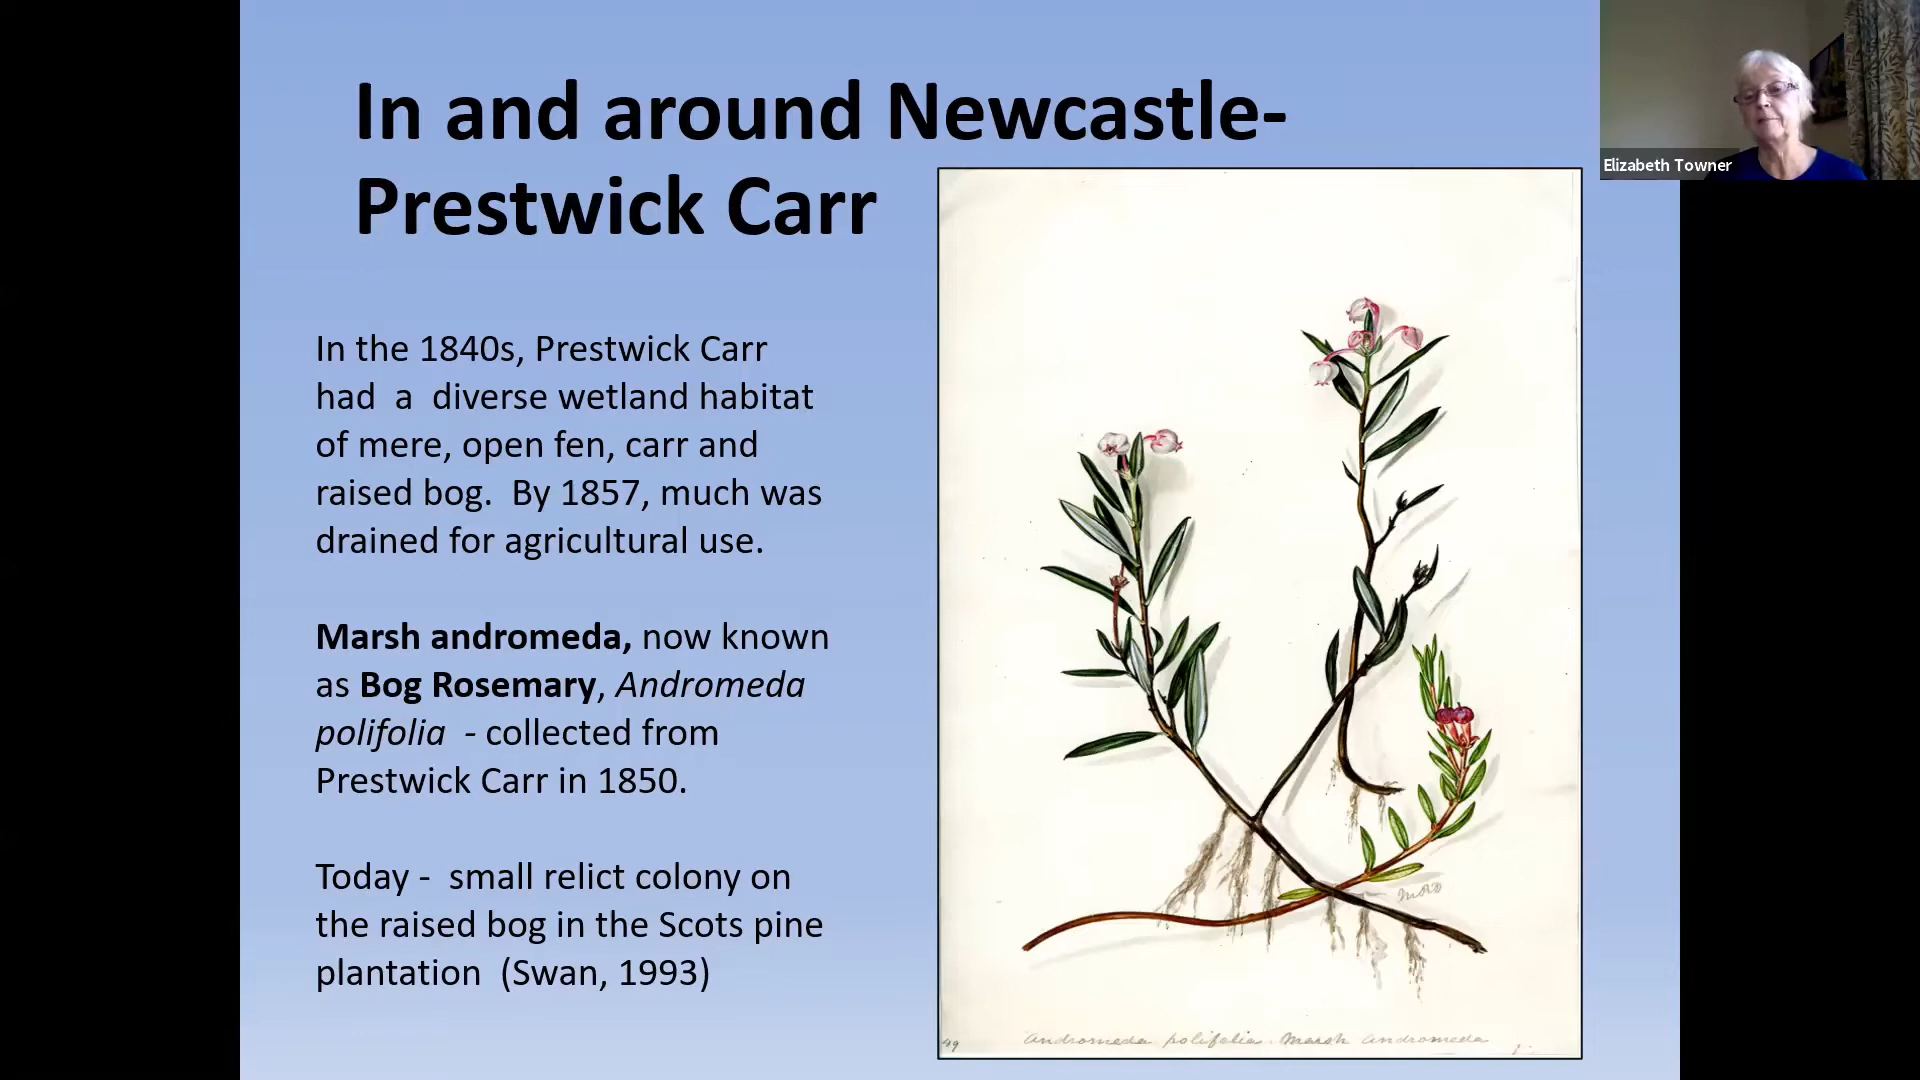 In and around Newcastle-
Prestwick Carr
Elizabeth Towner
In the 1840s, Prestwick Carr
had a diverse wetland habitat
of mere, open fen, carr and
raised bog. By 1857, much was
drained for agricultural use.
Marsh andromeda, now known
as Bog Rosemary, Andromeda
polifolia - collected from
Prestwick Carr in 1850.
Today - small relict colony on
the raised bog in the Scots pine
plantation (Swan, 1993)
Andromeda polifolia. Marsh Andromeda